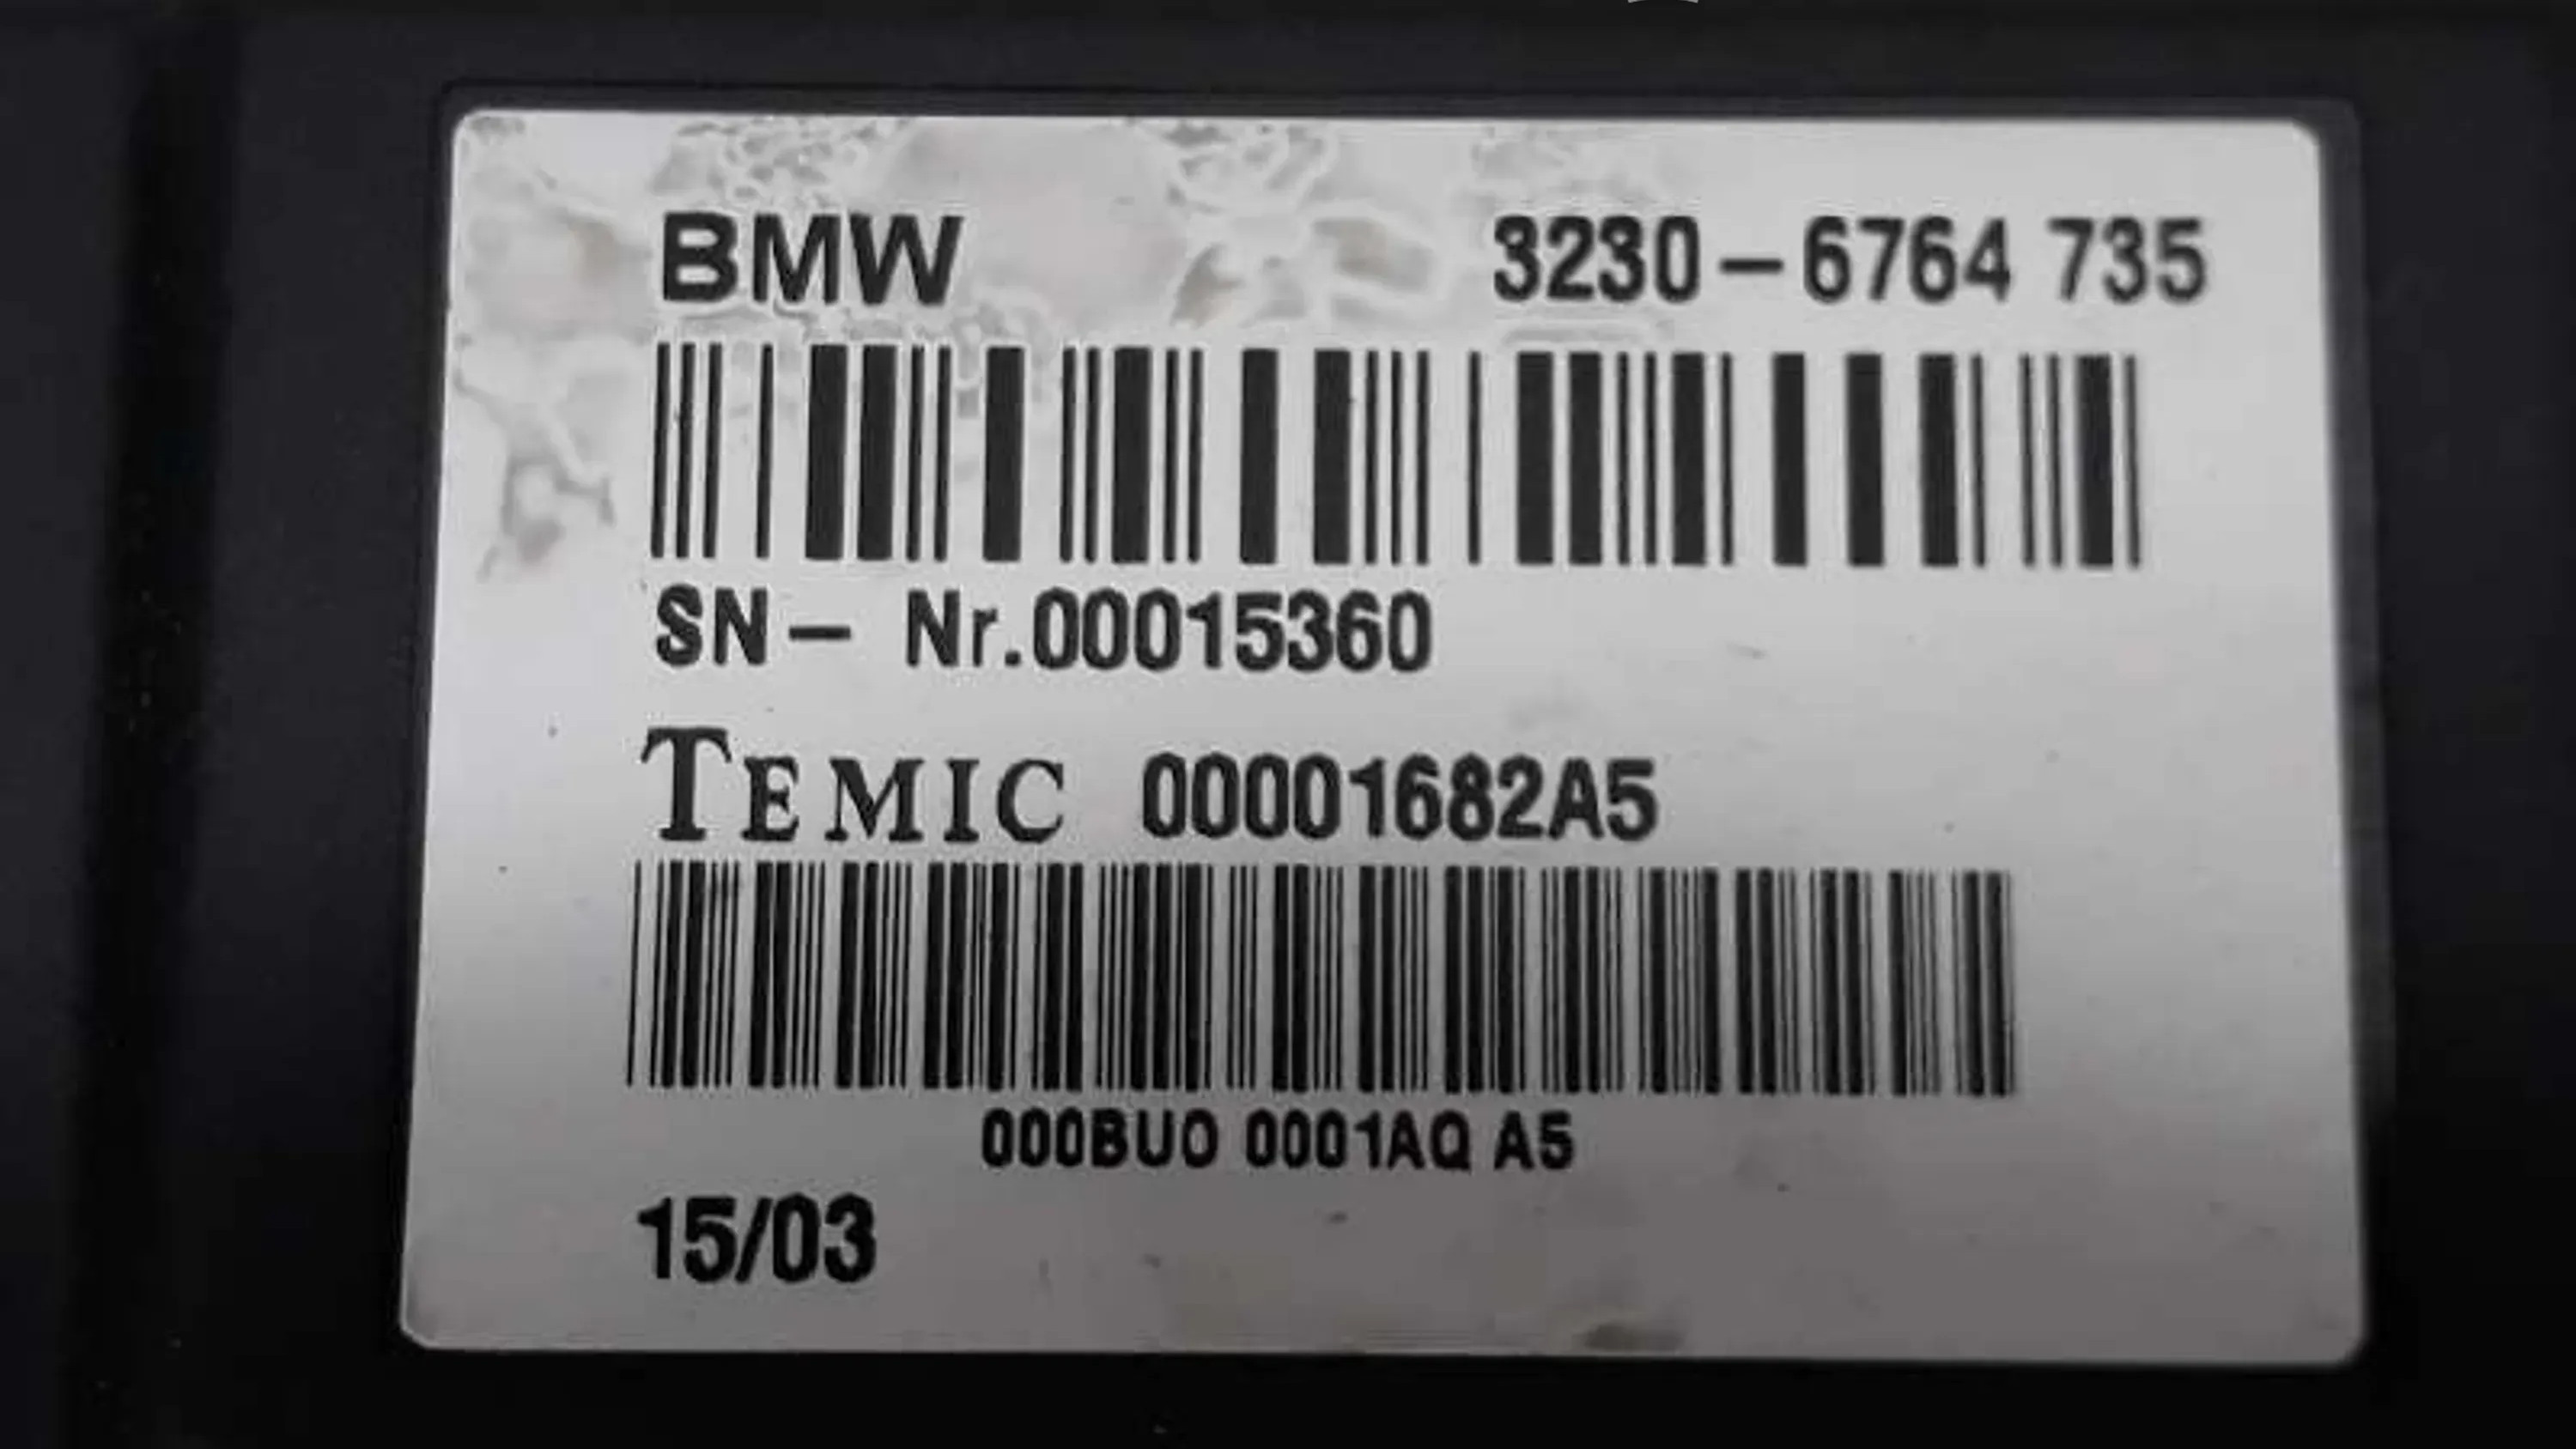 BMW 3230-6764 735
SN- Nr.00015360
TEMIC 00001682A5
000BU0 0001AQ A5
15/03